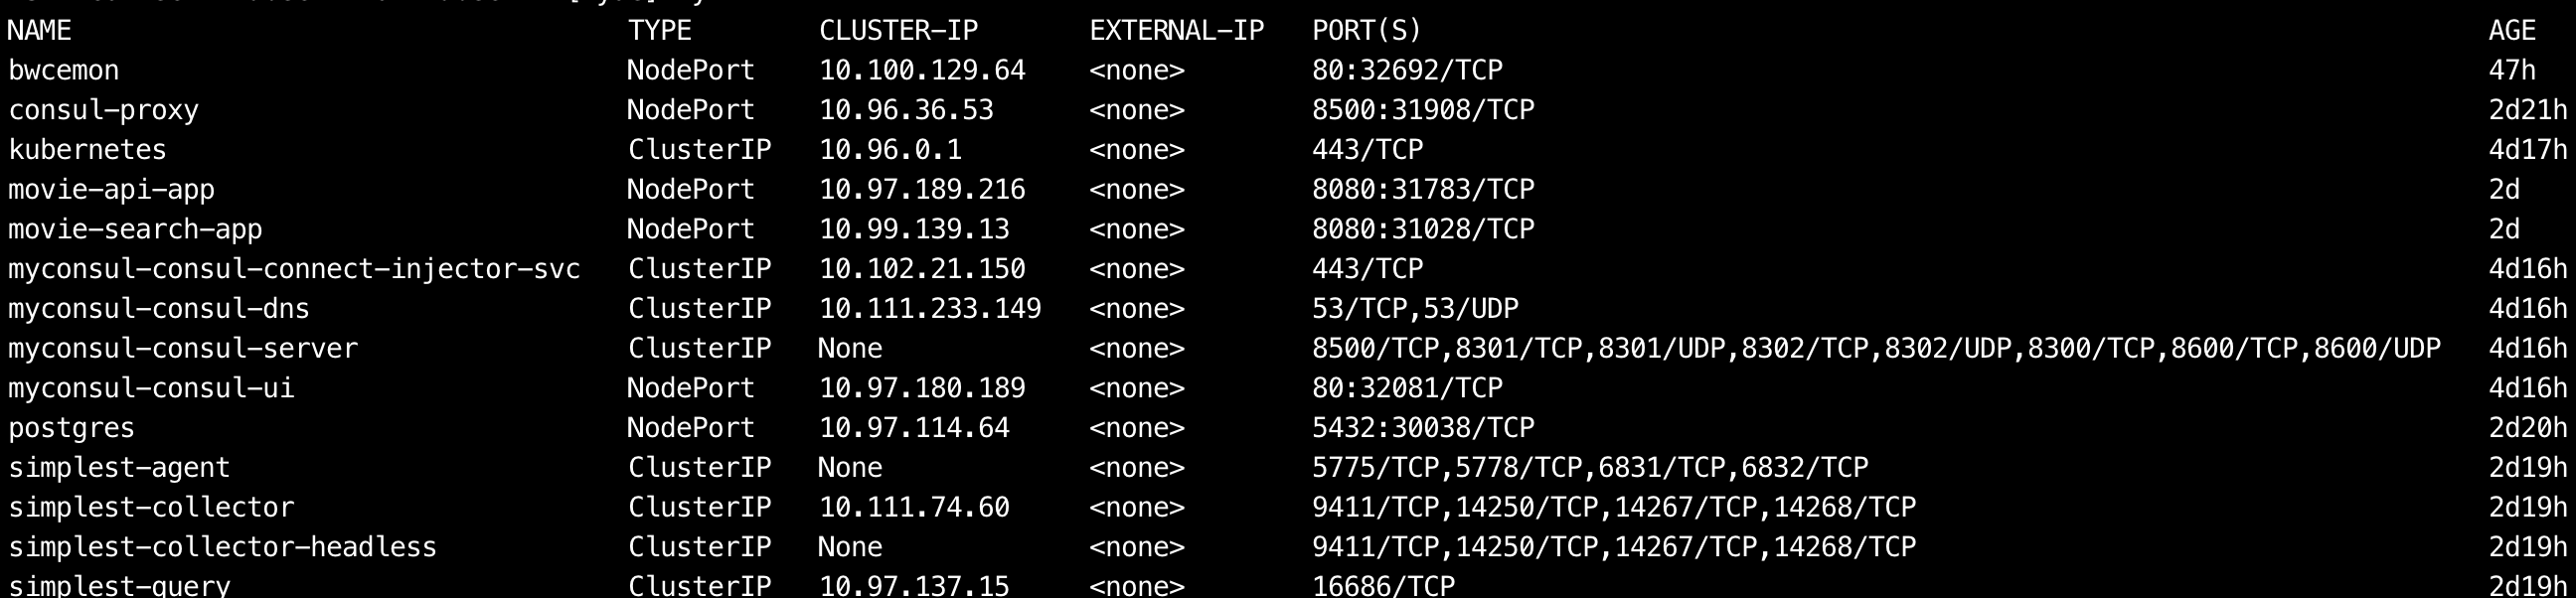 NAME TYPE CLUSTER-IP EXTERNAL-IP PORT(S) AGE
bwcemon NodePort 10.100.129.64 <none> 80:32692/TCP 47h
consul-proxy NodePort 10.96.36.53 <none> 8500:31908/TCP 2d21h
kubernetes ClusterIP 10.96.0.1 <none> 443/TCP 4d17h
movie-api-app NodePort 10.97.189.216 <none> 8080:31783/TCP 2d
movie-search-app NodePort 10.99.139.13 <none> 8080:31028/TCP 2d
myconsul-consul-connect-injector-svc ClusterIP 10.102.21.150 <none> 443/TCP 4d16h
myconsul-consul-dns ClusterIP 10.111.233.149 <none> 53/TCP,53/UDP 4d16h
myconsul-consul-server ClusterIP None <none> 8500/TCP,8301/TCP,8301/UDP,8302/TCP,8302/UDP,8300/TCP,8600/TCP,8600/UDP 4d16h
myconsul-consul-ui NodePort 10.97.180.189 <none> 80:32081/TCP 4d16h
postgres NodePort 10.97.114.64 <none> 5432:30038/TCP 2d20h
simplest-agent ClusterIP None <none> 5775/TCP,5778/TCP,6831/TCP,6832/TCP 2d19h
simplest-collector ClusterIP 10.111.74.60 <none> 9411/TCP,14250/TCP,14267/TCP,14268/TCP 2d19h
simplest-collector-headless ClusterIP None <none> 9411/TCP,14250/TCP,14267/TCP,14268/TCP 2d19h
simplest-query ClusterIP 10.97.137.15 <none> 16686/TCP 2d19h